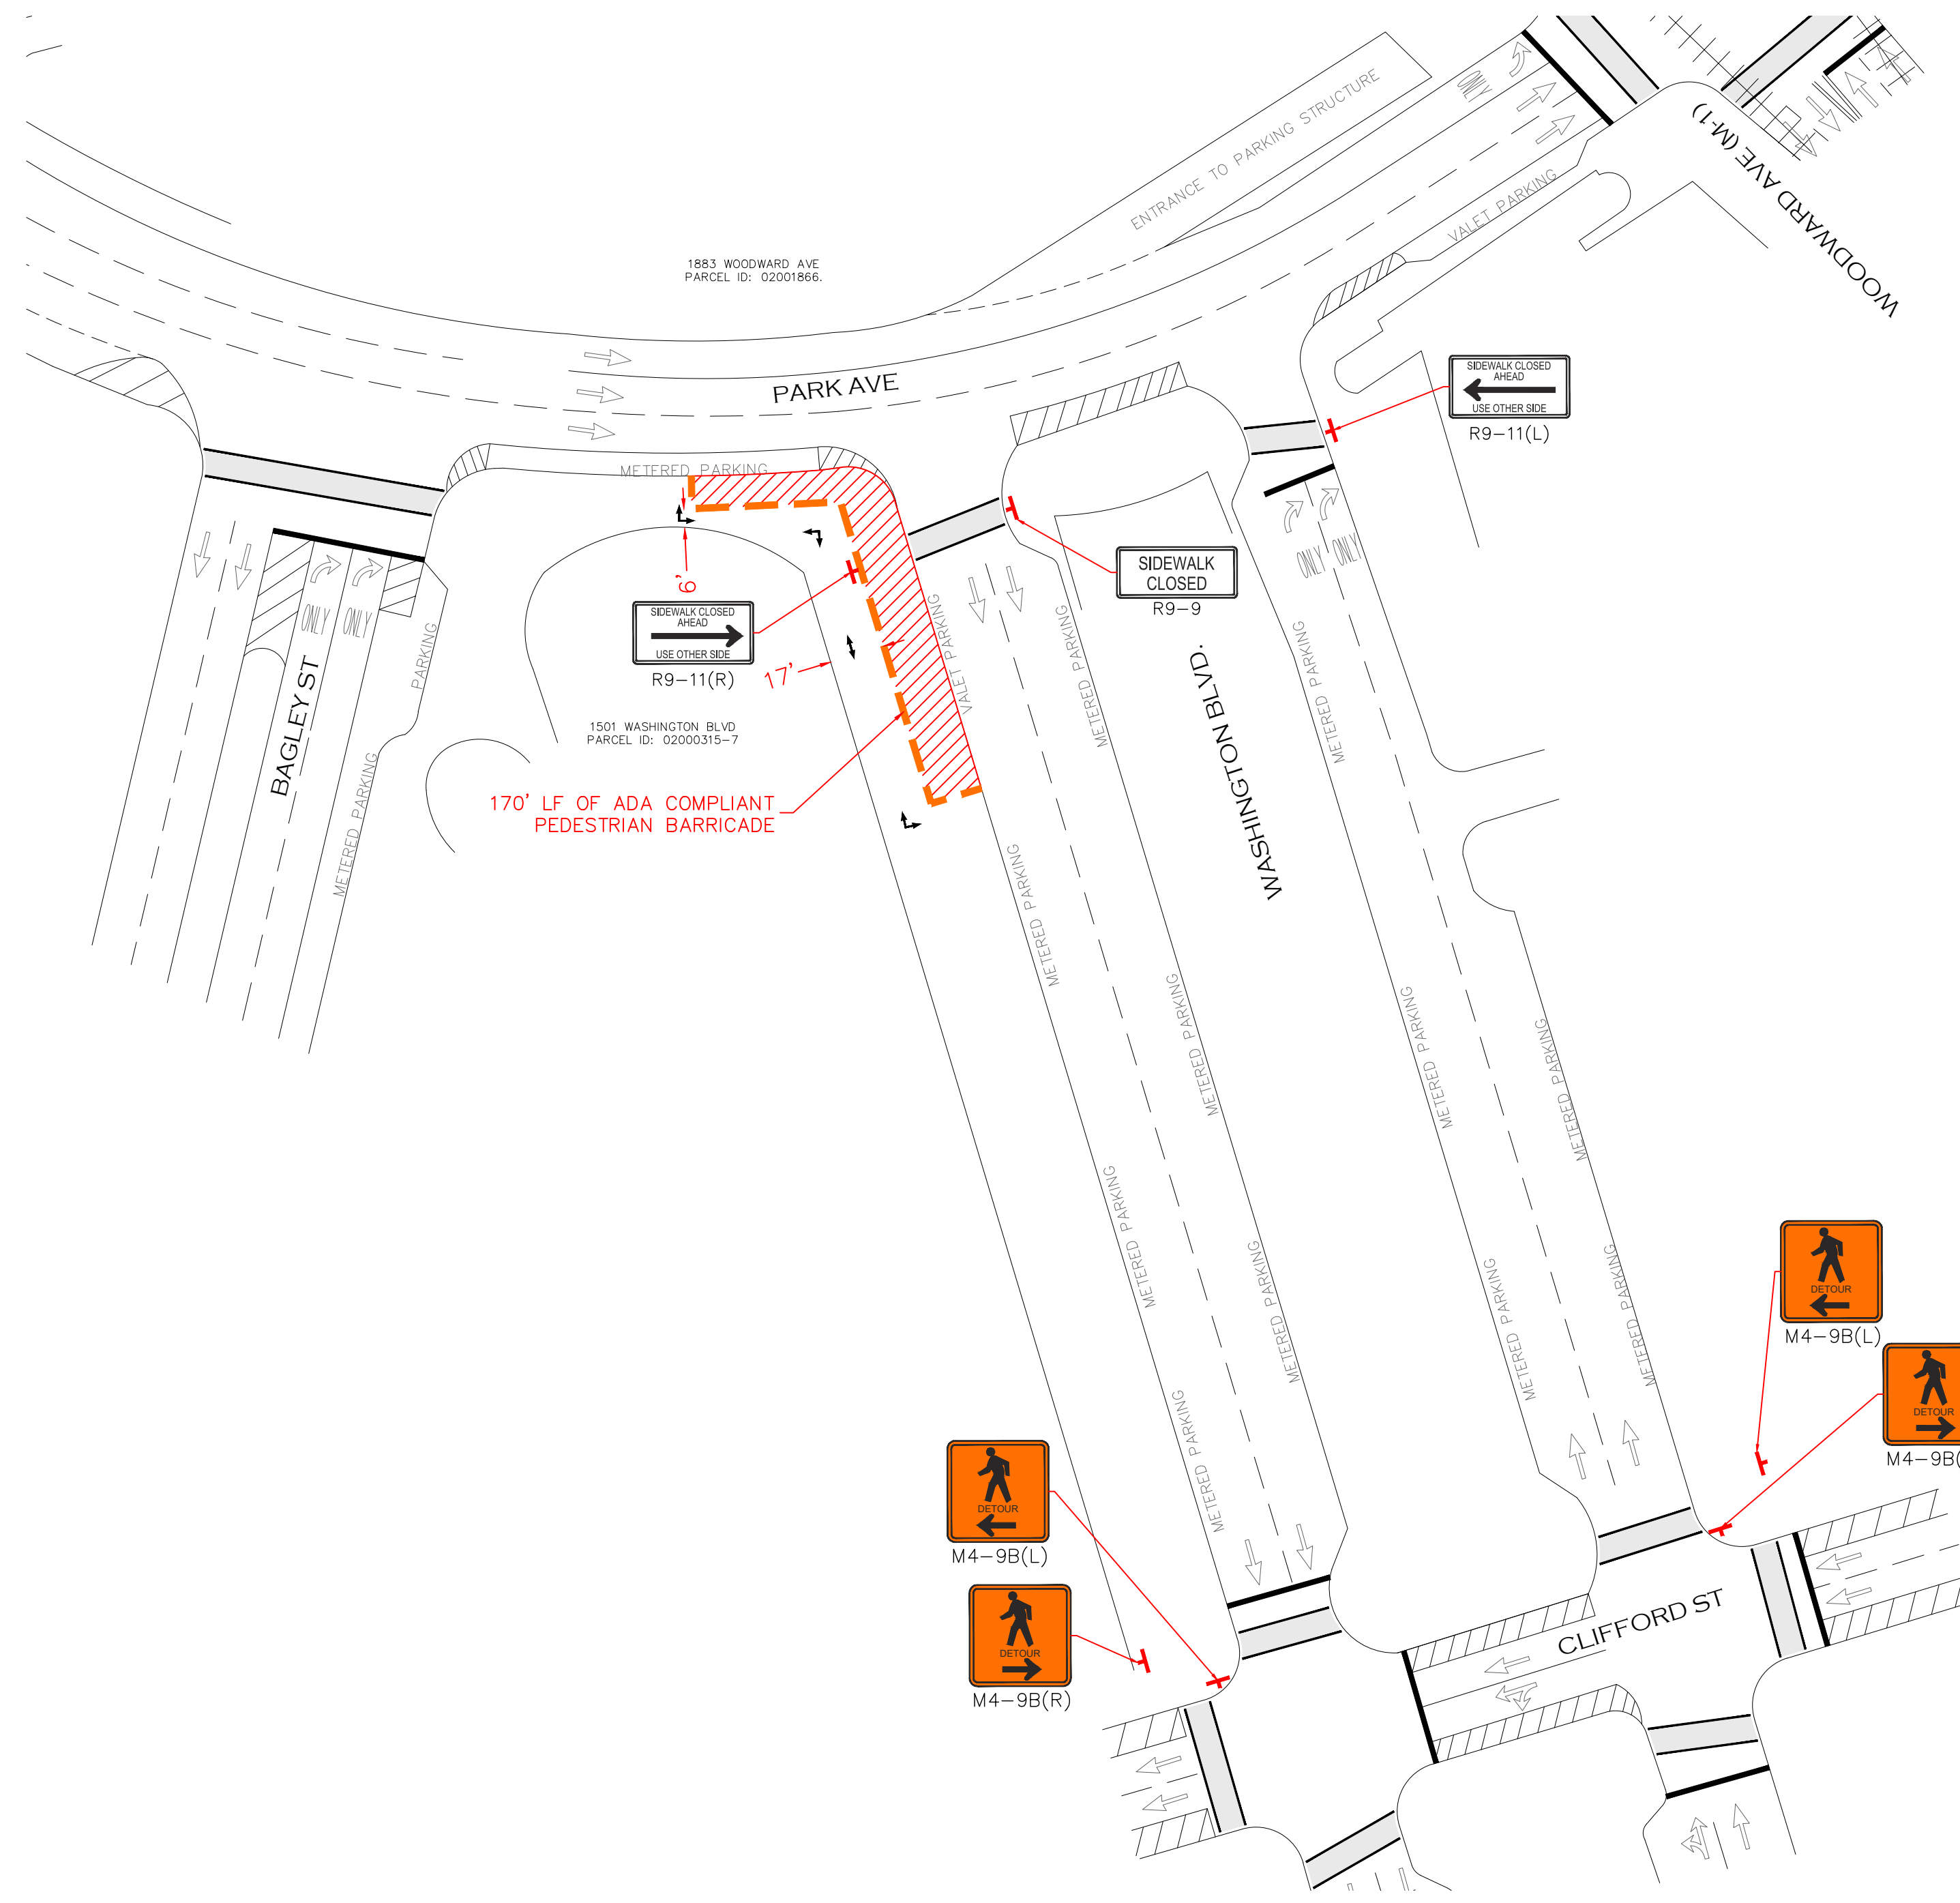 ENTRANCE TO PARKING STRUCTURE
ONLY
WOODWARD AVE (M-1)
VALET PARKING
1883 WOODWARD AVE
PARCEL ID: 02001866.
PARK AVE
SIDEWALK CLOSED
AHEAD
USE OTHER SIDE
R9-11(L)
METERED PARKING
6'
SIDEWALK CLOSED
AHEAD
USE OTHER SIDE
R9-11(R)
17'
SIDEWALK
CLOSED
R9-9
ONLY
ONLY
ONLY
ONLY
PARKING
VALET PARKING
METERED PARKING
METERED PARKING
WASHINGTON BLVD.
BAGLEY ST
METERED PARKING
1501 WASHINGTON BLVD
PARCEL ID: 02000315-7
170' LF OF ADA COMPLIANT
PEDESTRIAN BARRICADE
METERED PARKING
METERED PARKING
METERED PARKING
METERED PARKING
METERED PARKING
METERED PARKING
METERED PARKING
METERED PARKING
METERED PARKING
DETOUR
M4-9B(L)
DETOUR
M4-9B(
DETOUR
M4-9B(L)
DETOUR
M4-9B(R)
CLIFFORD ST